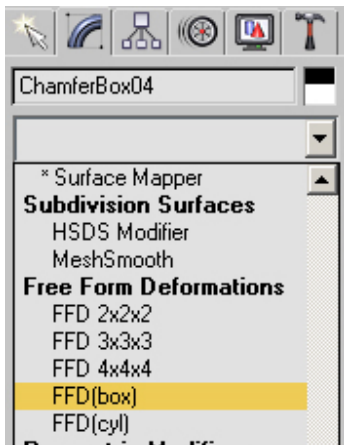 ChamferBox04
* Surface Mapper
Subdivision Surfaces
HSDS Modifier
MeshSmooth
Free Form Deformations
FFD 2x2x2
FFD 3x3x3
FFD 4x4x4
FFD(box)
FFD(cyl)